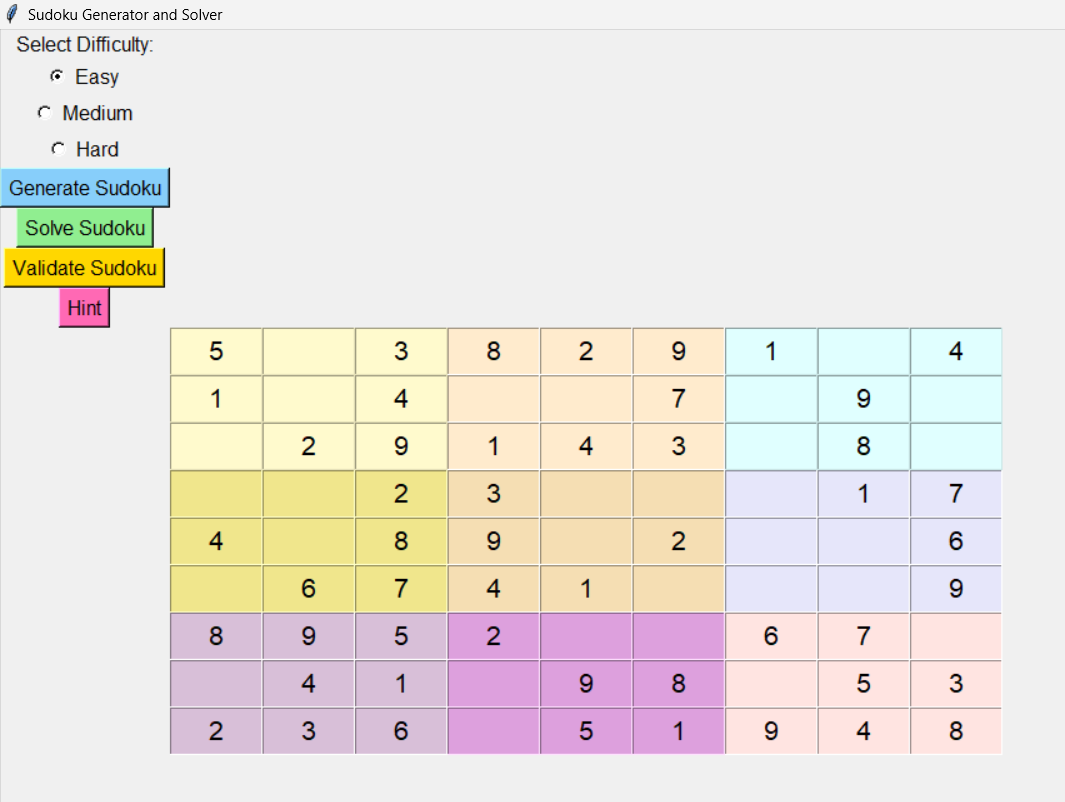 Sudoku Generator and Solver
Select Difficulty:
Easy
Medium
Hard
Generate Sudoku
Solve Sudoku
Validate Sudoku
Hint
5 3 8 2 9 1 4
1 4 7 9
2 9 1 4 3 8
2 3 1 7
4 8 9 2 6
6 7 4 1 9
8 9 5 2 6 7
4 1 9 8 5 3
2 3 6 5 1 9 4 8